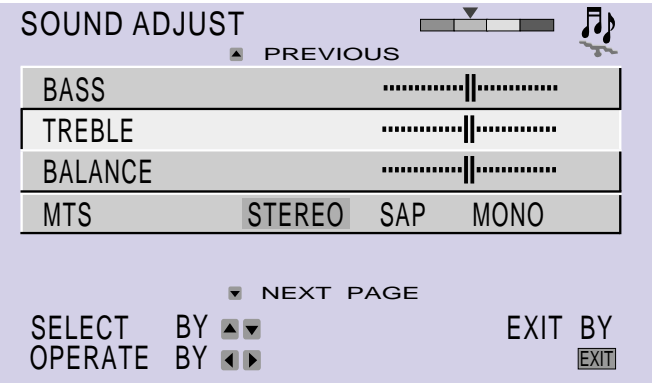 SOUND ADJUST
PREVIOUS
BASS
TREBLE
BALANCE
MTS STEREO SAP MONO
NEXT PAGE
SELECT BY EXIT BY
OPERATE BY EXIT